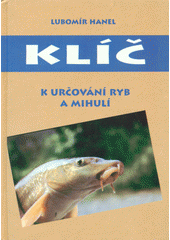 LUBOMÍR HANEL
KLÍČ
K URČOVÁNÍ RYB
A MIHULÍ